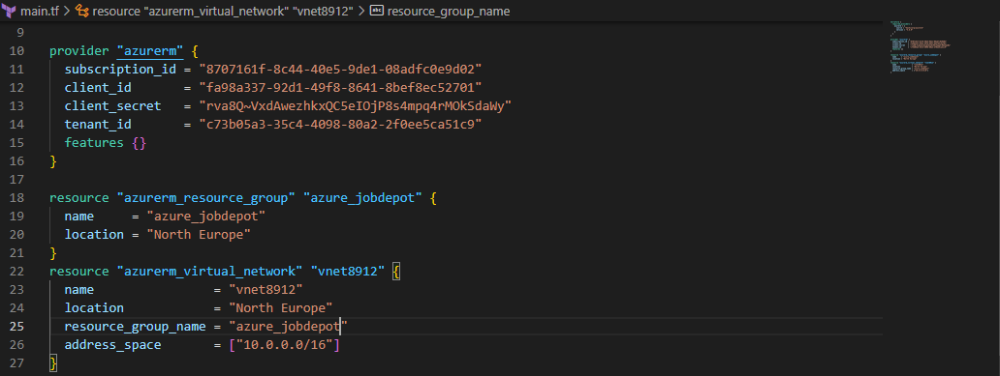 main.tf > resource "azurerm_virtual_network" "vnet8912" > abc resource_group_name
9
10 provider "azurerm" {
11 subscription_id = "8707161f-8c44-40e5-9de1-08adfc0e9d02"
12 client_id = "fa98a337-92d1-49f8-8641-8bef8ec52701"
13 client_secret = "rva8Q~VxdAwezhkxQC5eIOjP8s4mpq4rMOkSdaWy"
14 tenant_id = "c73b05a3-35c4-4098-80a2-2f0ee5ca51c9"
15 features {}
16 }
17
18 resource "azurerm_resource_group" "azure_jobdepot" {
19 name = "azure_jobdepot"
20 location = "North Europe"
21 }
22 resource "azurerm_virtual_network" "vnet8912" {
23 name = "vnet8912"
24 location = "North Europe"
25 resource_group_name = "azure_jobdepot"
26 address_space = ["10.0.0.0/16"]
27 }